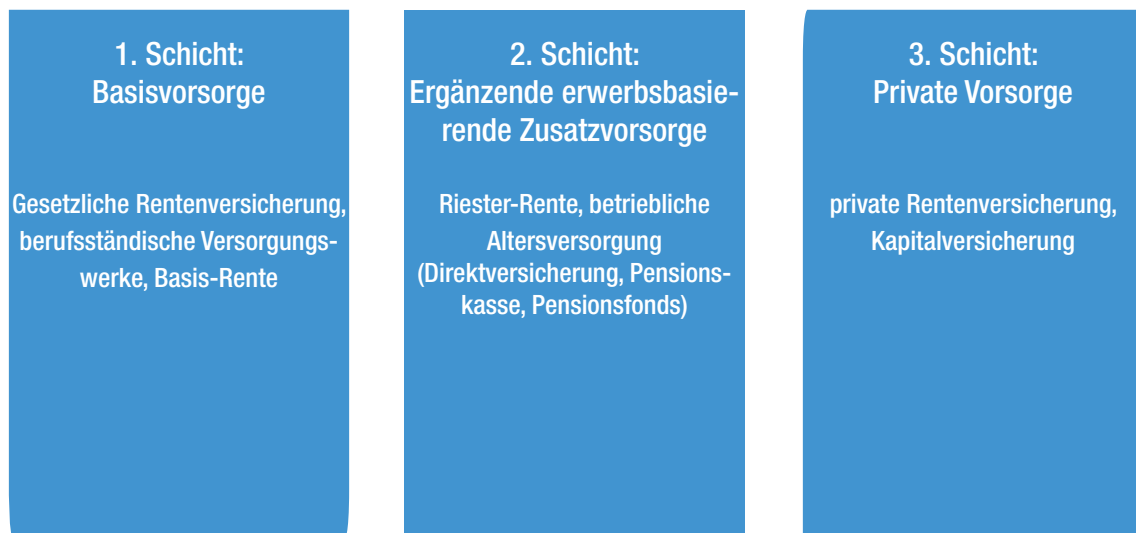 1. Schicht:
Basisvorsorge
Gesetzliche Rentenversicherung,
berufsständische Versorgungs-
werke, Basis-Rente
2. Schicht:
Ergänzende erwerbsbasie-
rende Zusatzvorsorge
Riester-Rente, betriebliche
Altersversorgung
(Direktversicherung, Pensions-
kasse, Pensionsfonds)
3. Schicht:
Private Vorsorge
private Rentenversicherung,
Kapitalversicherung